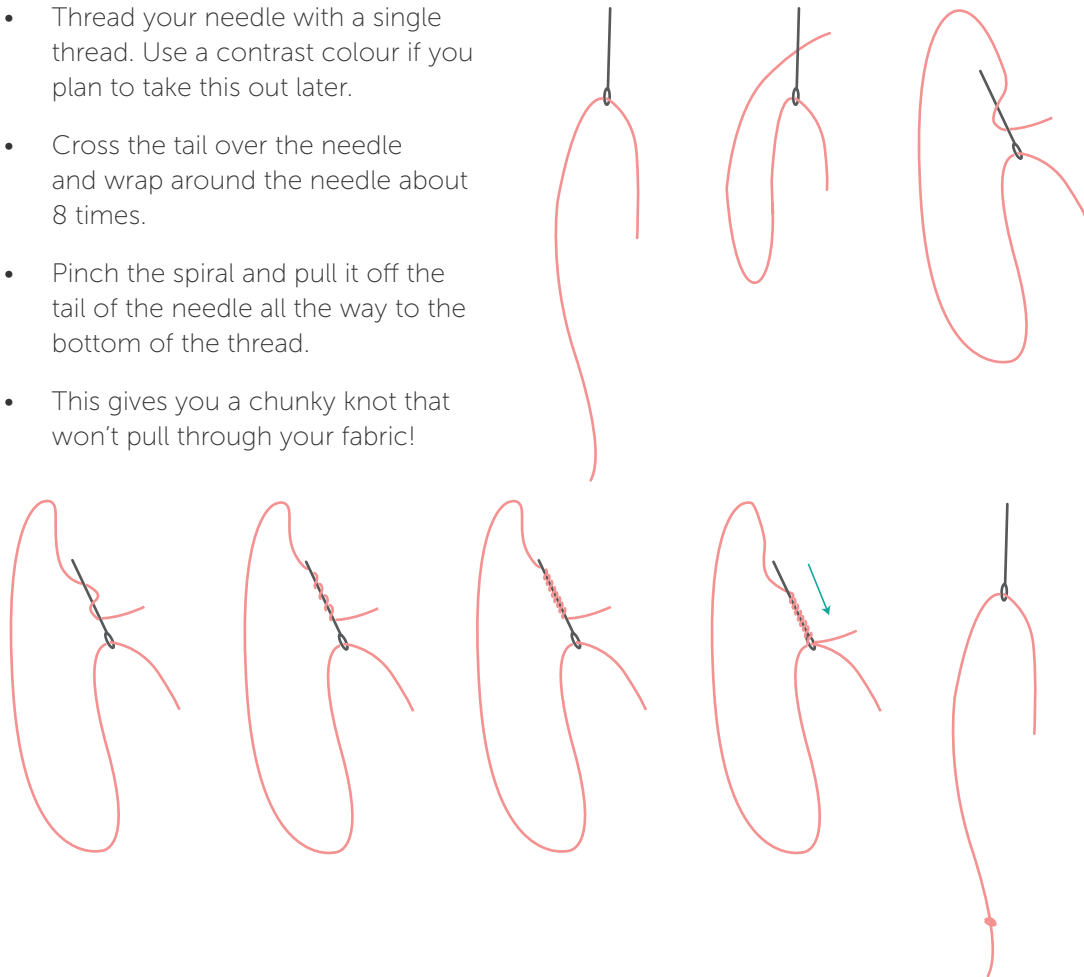 • Thread your needle with a single
thread. Use a contrast colour if you
plan to take this out later.
• Cross the tail over the needle
and wrap around the needle about
8 times.
• Pinch the spiral and pull it off the
tail of the needle all the way to the
bottom of the thread.
• This gives you a chunky knot that
won’t pull through your fabric!